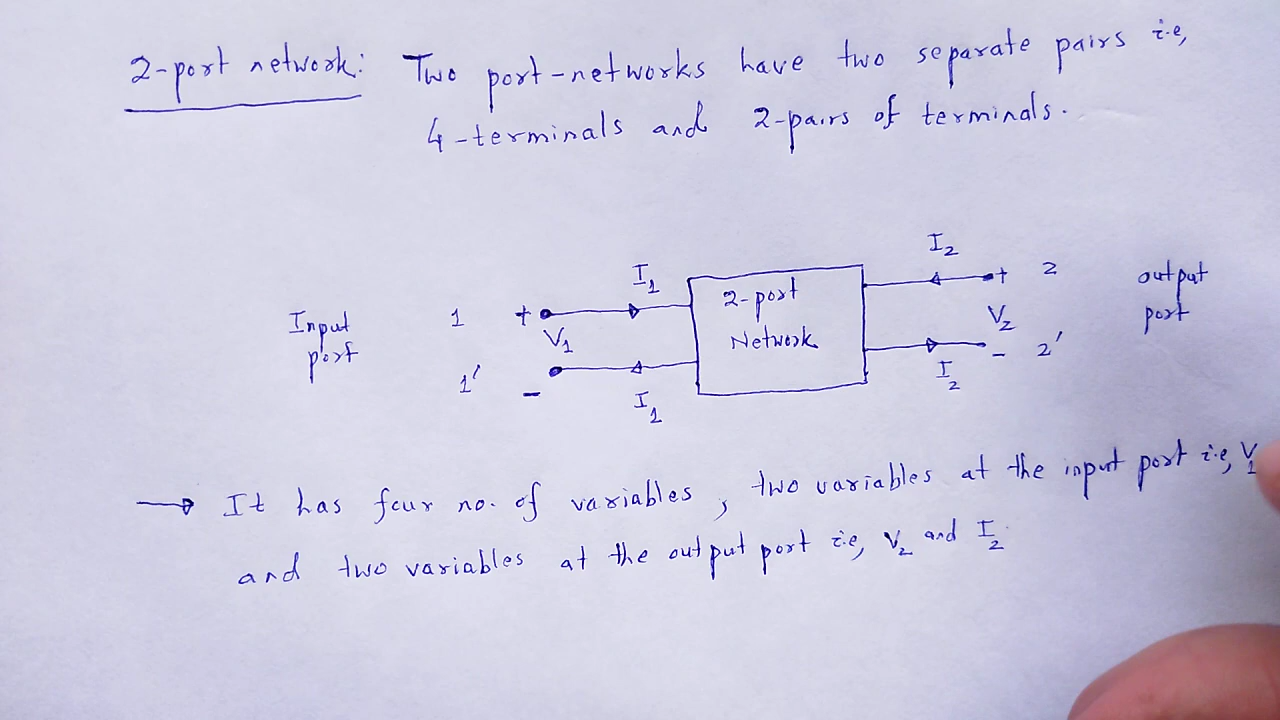 2-port network: Two port-networks have two separate pairs i.e,
4-terminals and 2-pairs of terminals.
I2
I1
+ 2
output
port
Input
port
1 +
V1
2-port
Network
V2
- 2'
1' -
I1
I2
→ It has four no. of variables, two variables at the input port i.e, V1
and two variables at the output port i.e, V2 and I2